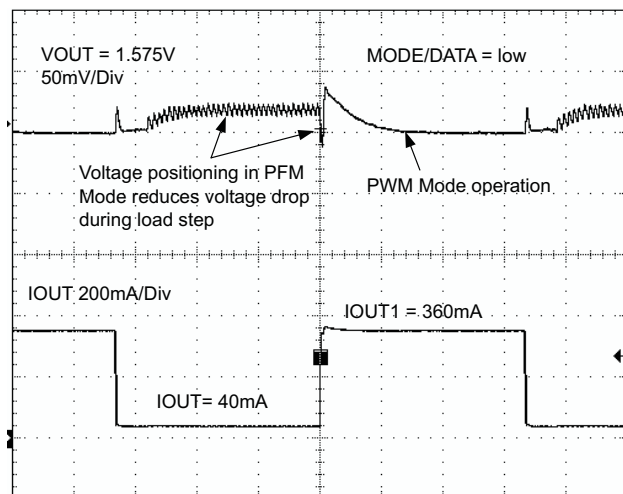 VOUT = 1.575V
50mV/Div
MODE/DATA = low
Voltage positioning in PFM
Mode reduces voltage drop
during load step
PWM Mode operation
IOUT 200mA/Div
IOUT1 = 360mA
IOUT= 40mA